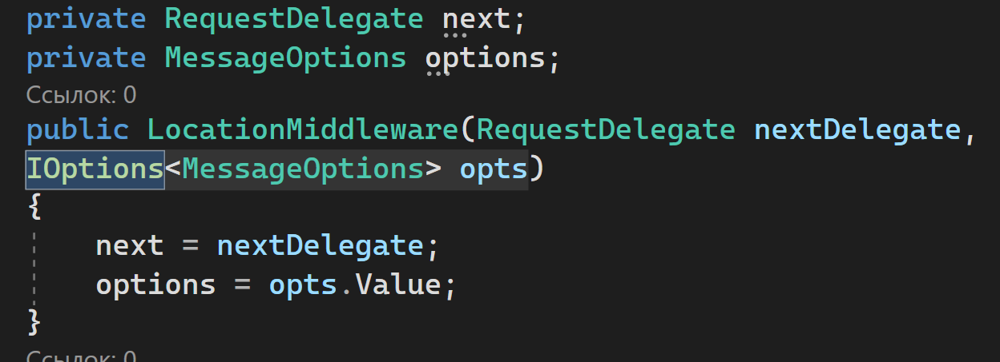 private RequestDelegate next;
private MessageOptions options;
Ссылок: 0
public LocationMiddleware(RequestDelegate nextDelegate,
IOptions<MessageOptions> opts)
{
next = nextDelegate;
options = opts.Value;
}
Ссылок: 0